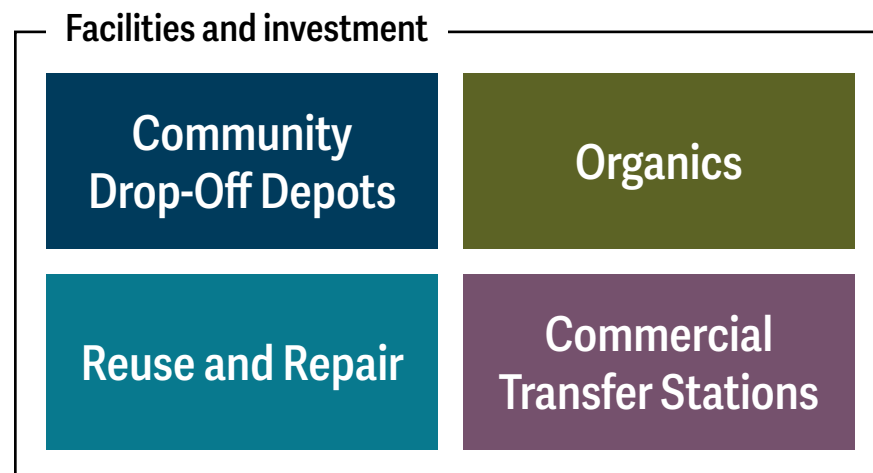 Facilities and investment
Community
Drop-Off Depots
Organics
Reuse and Repair
Commercial
Transfer Stations